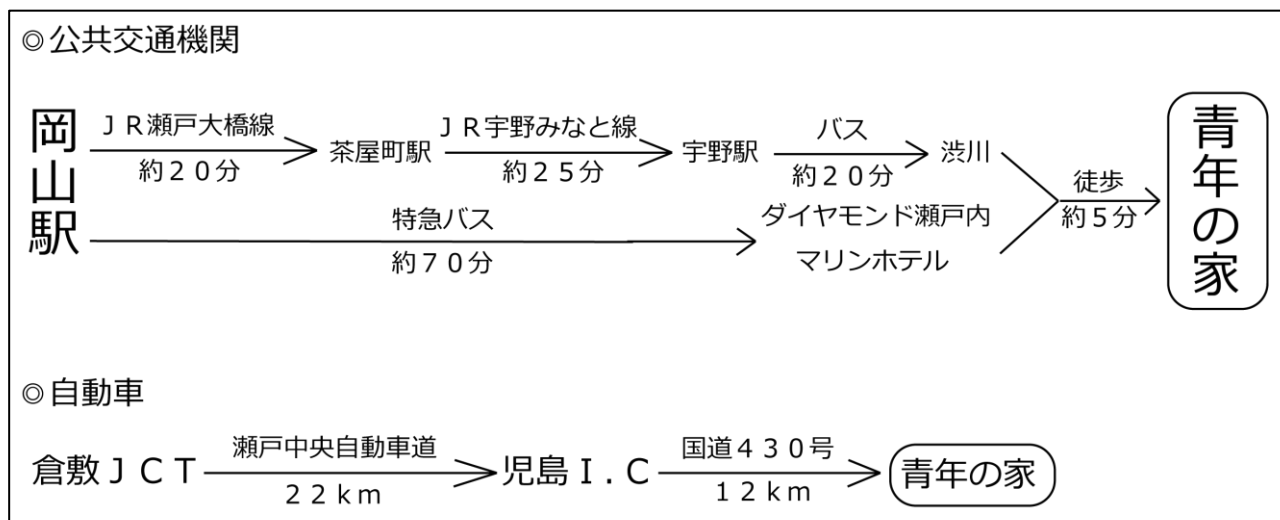 ◎公共交通機関
岡山駅
ＪＲ瀬戸大橋線
約２０分
茶屋町駅
ＪＲ宇野みなと線
約２５分
宇野駅
バス
約２０分
渋川
特急バス
約７０分
ダイヤモンド瀬戸内
マリンホテル
徒歩
約５分
青年の家
◎自動車
倉敷ＪＣＴ
瀬戸中央自動車道
２２ｋｍ
児島Ｉ.Ｃ
国道４３０号
１２ｋｍ
青年の家